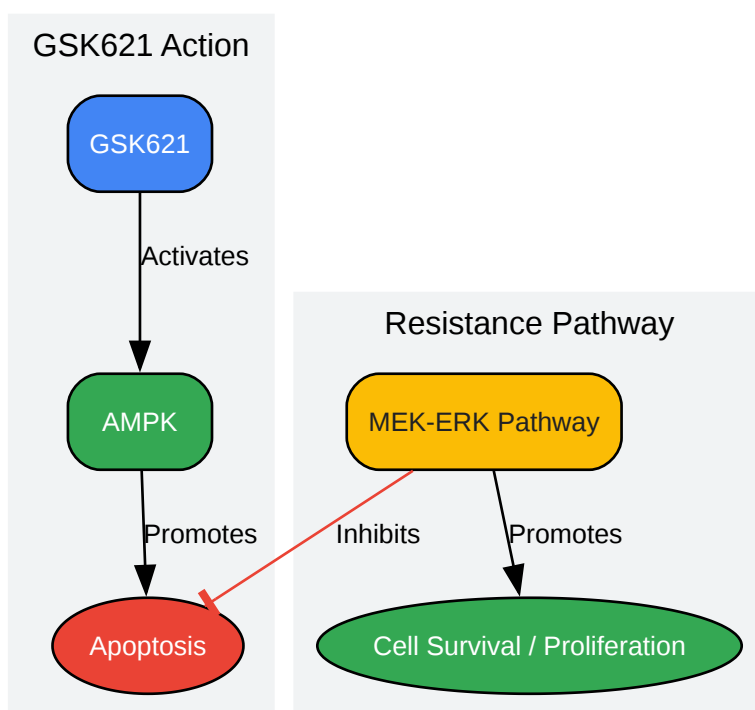 GSK621 Action
GSK621
Activates
Resistance Pathway
AMPK
MEK-ERK Pathway
Promotes
Inhibits
Promotes
Apoptosis
Cell Survival / Proliferation